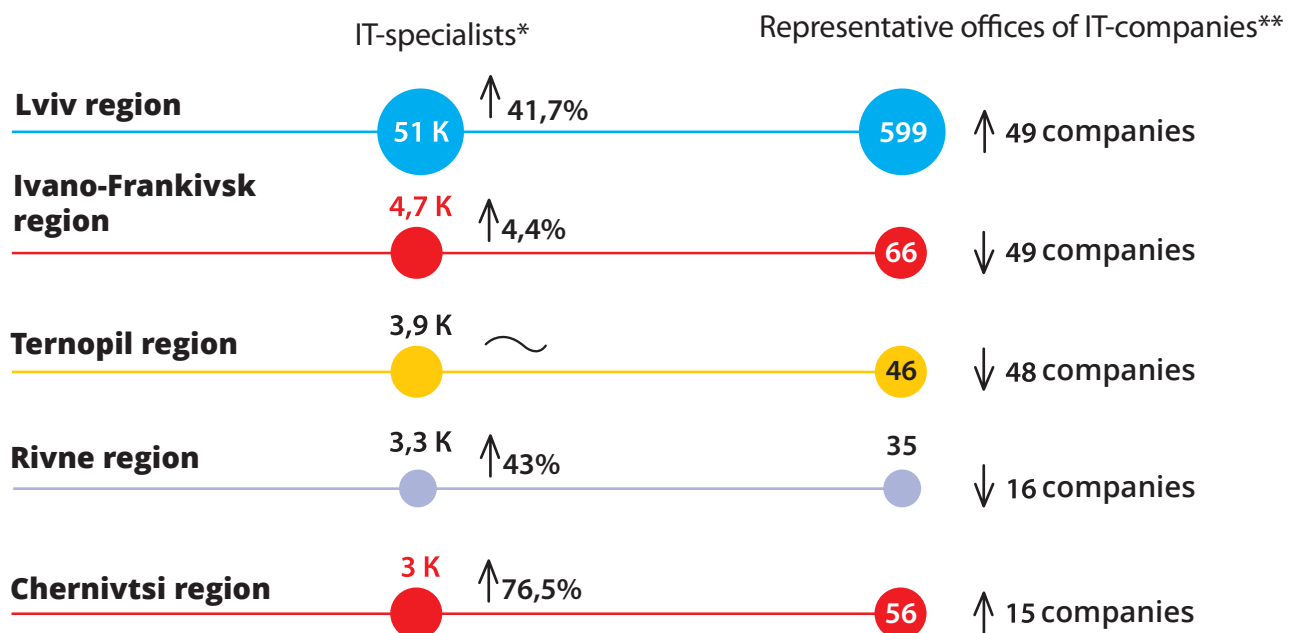 IT-specialists*
Representative offices of IT-companies**
Lviv region
51 K
41,7%
599
49 companies
Ivano-Frankivsk
region
4,7 K
4,4%
66
49 companies
Ternopil region
3,9 K
46
48 companies
Rivne region
3,3 K
43%
35
16 companies
Chernivtsi region
3 K
76,5%
56
15 companies